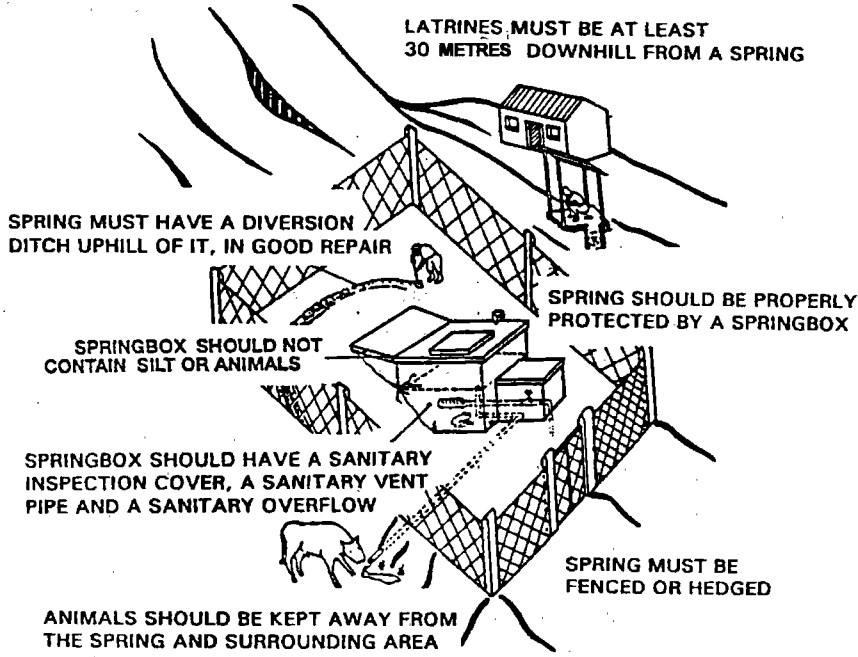 LATRINES MUST BE AT LEAST
30 METRES DOWNHILL FROM A SPRING
SPRING MUST HAVE A DIVERSION
DITCH UPHILL OF IT, IN GOOD REPAIR
SPRING SHOULD BE PROPERLY
PROTECTED BY A SPRINGBOX
SPRINGBOX SHOULD NOT
CONTAIN SILT OR ANIMALS
SPRINGBOX SHOULD HAVE A SANITARY
INSPECTION COVER, A SANITARY VENT
PIPE AND A SANITARY OVERFLOW
SPRING MUST BE
FENCED OR HEDGED
ANIMALS SHOULD BE KEPT AWAY FROM
THE SPRING AND SURROUNDING AREA